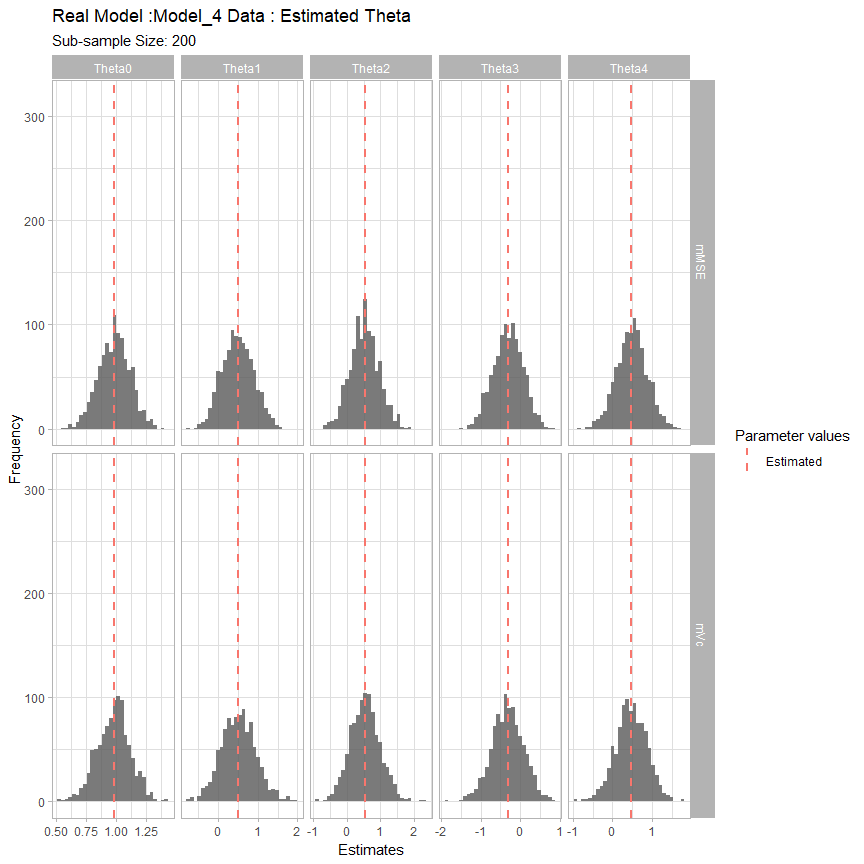 Real Model :Model_4 Data : Estimated Theta
Sub-sample Size: 200
Theta0 Theta1 Theta2 Theta3 Theta4
300
200
100
0
mMSE
Frequency
300
200
100
0
mVc
0.50 0.75 1.00 1.25 0 1 2 -1 0 1 2 -2 -1 0 1 -1 0 1
Estimates
Parameter values
Estimated